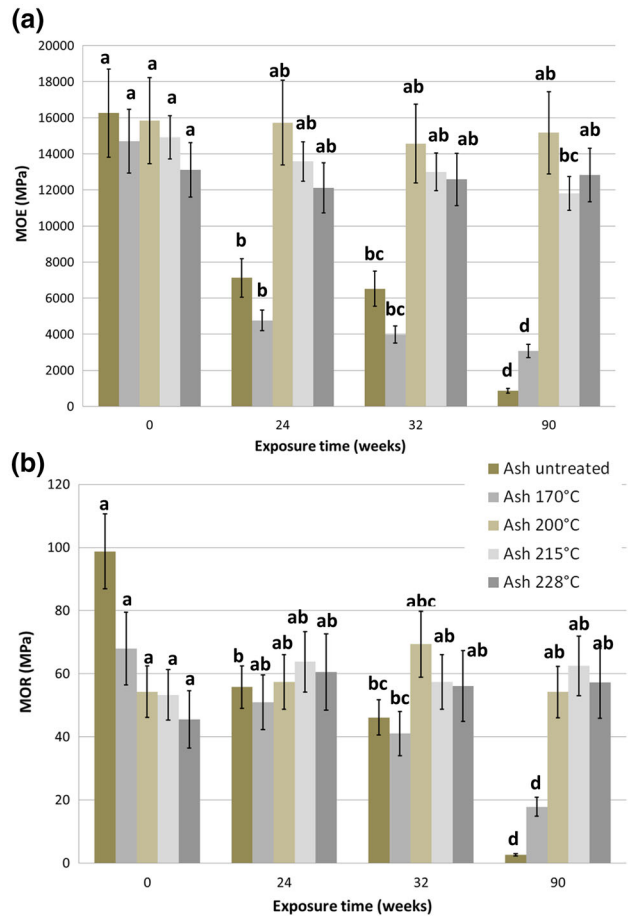 (a)
20000
18000
16000
14000
12000
10000
8000
6000
4000
2000
0
MOE (MPa)
a a a a a
b b ab ab ab
bc bc ab ab ab
d d ab bc ab
0 24 32 90
Exposure time (weeks)
(b)
Ash untreated
Ash 170°C
Ash 200°C
Ash 215°C
Ash 228°C
120
100
80
60
40
20
0
MOR (MPa)
a a a a a
b ab ab ab ab
bc bc abc ab ab
d d ab ab ab
0 24 32 90
Exposure time (weeks)